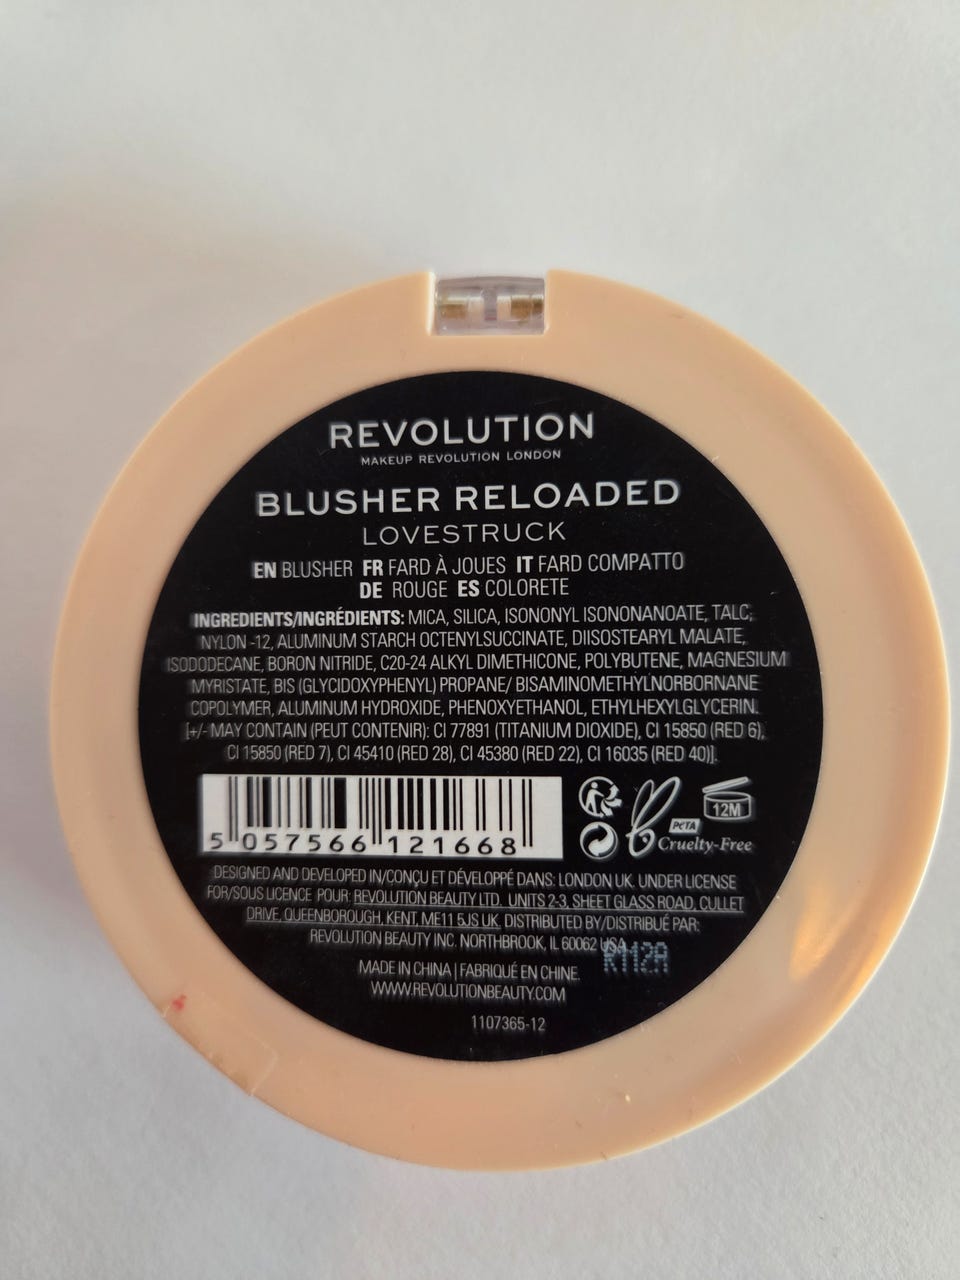 REVOLUTION
MAKEUP REVOLUTION LONDON
BLUSHER RELOADED
LOVESTRUCK
EN BLUSHER FR FARD À JOUES IT FARD COMPATTO
DE ROUGE ES COLORETE
INGREDIENTS/INGRÉDIENTS: MICA, SILICA, ISONONYL ISONONANOATE, TALC,
NYLON -12, ALUMINUM STARCH OCTENYLSUCCINATE, DIISOSTEARYL MALATE,
ISODODECANE, BORON NITRIDE, C20-24 ALKYL DIMETHICONE, POLYBUTENE, MAGNESIUM
MYRISTATE, BIS (GLYCIDOXYPHENYL) PROPANE/ BISAMINOMETHYLNORBORNANE
COPOLYMER, ALUMINUM HYDROXIDE, PHENOXYETHANOL, ETHYLHEXYLGLYCERIN.
[+/- MAY CONTAIN (PEUT CONTENIR): CI 77891 (TITANIUM DIOXIDE), CI 15850 (RED 6),
CI 15850 (RED 7), CI 45410 (RED 28), CI 45380 (RED 22), CI 16035 (RED 40)].
5 057566 121668
12M
PETA
Cruelty-Free
DESIGNED AND DEVELOPED IN/CONÇU ET DÉVELOPPÉ DANS: LONDON UK. UNDER LICENSE
FOR/SOUS LICENCE POUR: REVOLUTION BEAUTY LTD. UNITS 2-3, SHEET GLASS ROAD, CULLET
DRIVE, QUEENBOROUGH, KENT, ME11 5JS UK. DISTRIBUTED BY/DISTRIBUÉ PAR:
REVOLUTION BEAUTY INC. NORTHBROOK, IL 60062 USA
R112A
MADE IN CHINA | FABRIQUÉ EN CHINE.
WWW.REVOLUTIONBEAUTY.COM
1107365-12